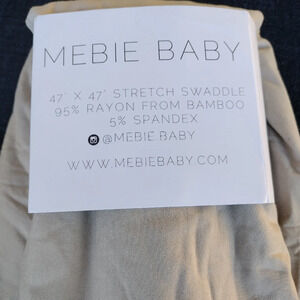 MEBIE BABY
47' X 47' STRETCH SWADDLE
95% RAYON FROM BAMBOO
5% SPANDEX
@MEBIE.BABY
WWW.MEBIEBABY.COM